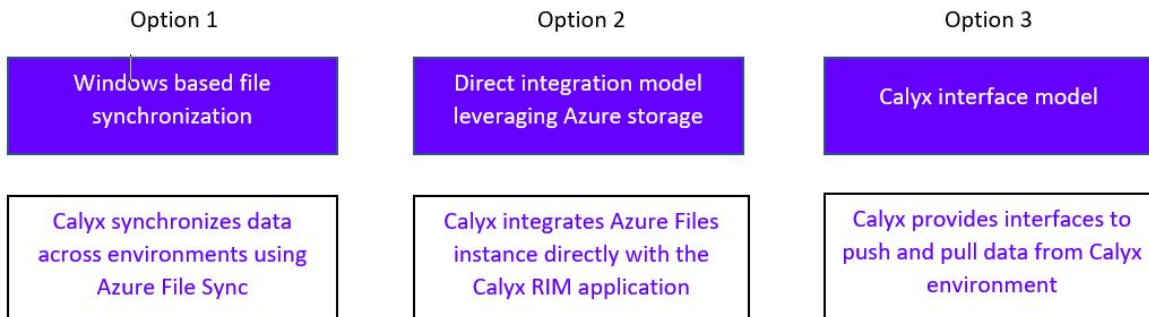 Option 1
Option 2
Option 3
Windows based file
synchronization
Direct integration model
leveraging Azure storage
Calyx interface model
Calyx synchronizes data
across environments using
Azure File Sync
Calyx integrates Azure Files
instance directly with the
Calyx RIM application
Calyx provides interfaces to
push and pull data from Calyx
environment